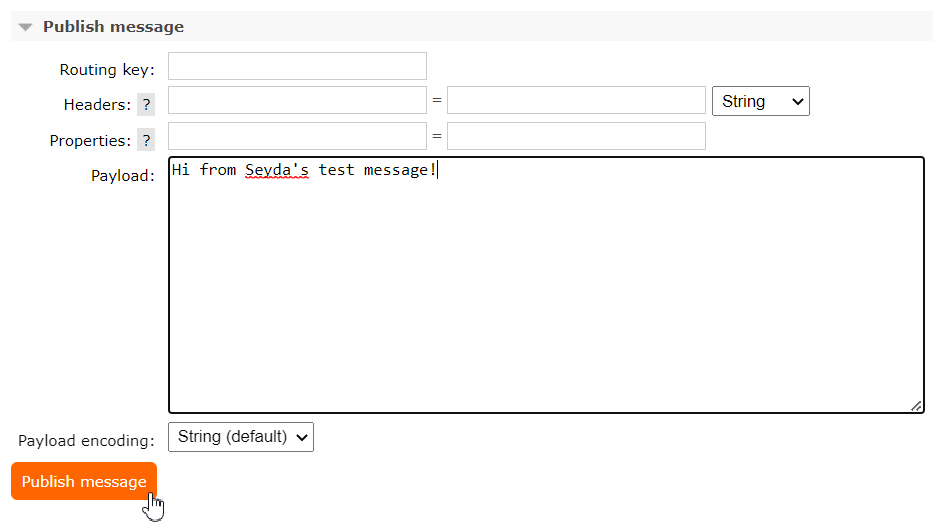 Publish message
Routing key:
Headers: ? = String
Properties: ? =
Payload: Hi from Seyda's test message!
Payload encoding: String (default)
Publish message